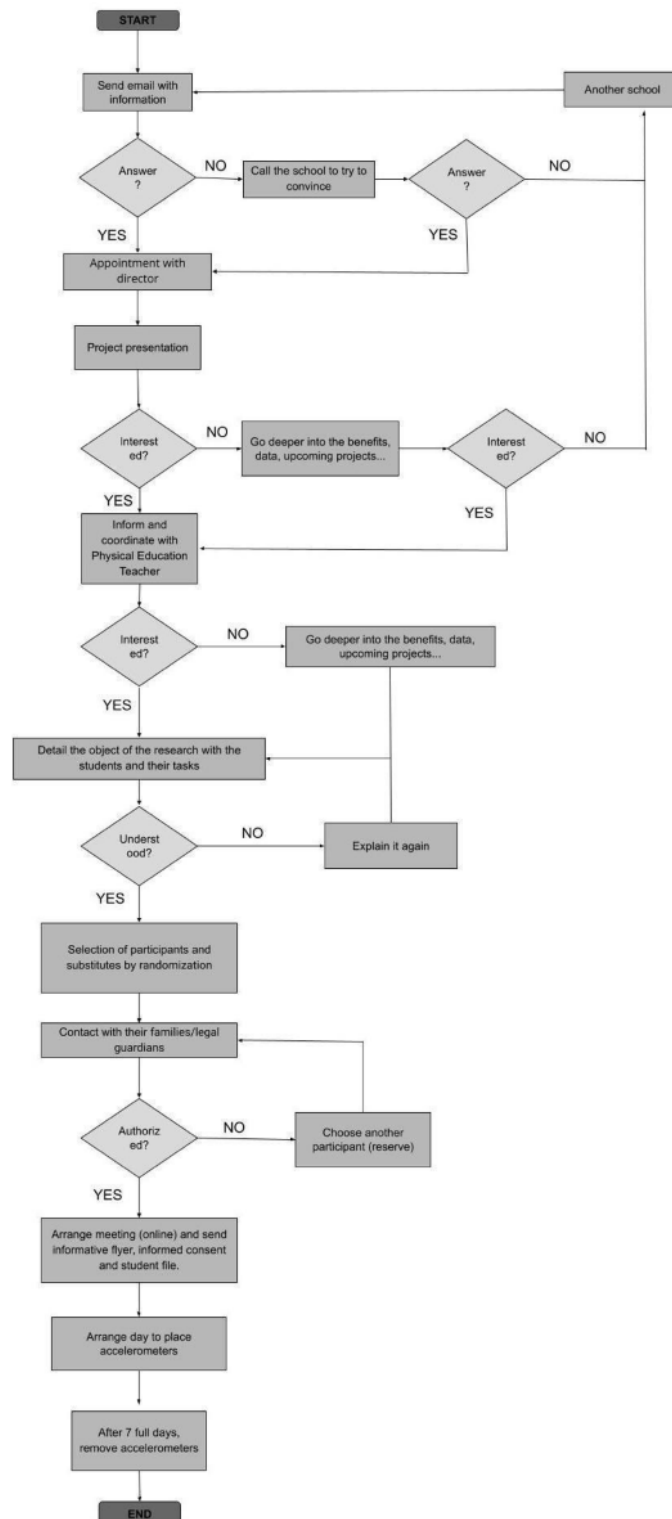 START
Send email with
information
Another school
Answer
?
NO
Call the school to try to
convince
Answer
?
NO
YES
YES
Appointment with
director
Project presentation
Interest
ed?
NO
Go deeper into the benefits,
data, upcoming projects...
Interest
ed?
NO
YES
YES
Inform and
coordinate with
Physical Education
Teacher
Interest
ed?
NO
Go deeper into the benefits, data,
upcoming projects...
YES
Detail the object of the research with the
students and their tasks
Underst
ood?
NO
Explain it again
YES
Selection of participants and
substitutes by randomization
Contact with their families/legal
guardians
Authoriz
ed?
NO
Choose another
participant (reserve)
YES
Arrange meeting (online) and send
informative flyer, informed consent
and student file.
Arrange day to place
accelerometers
After 7 full days,
remove accelerometers
END